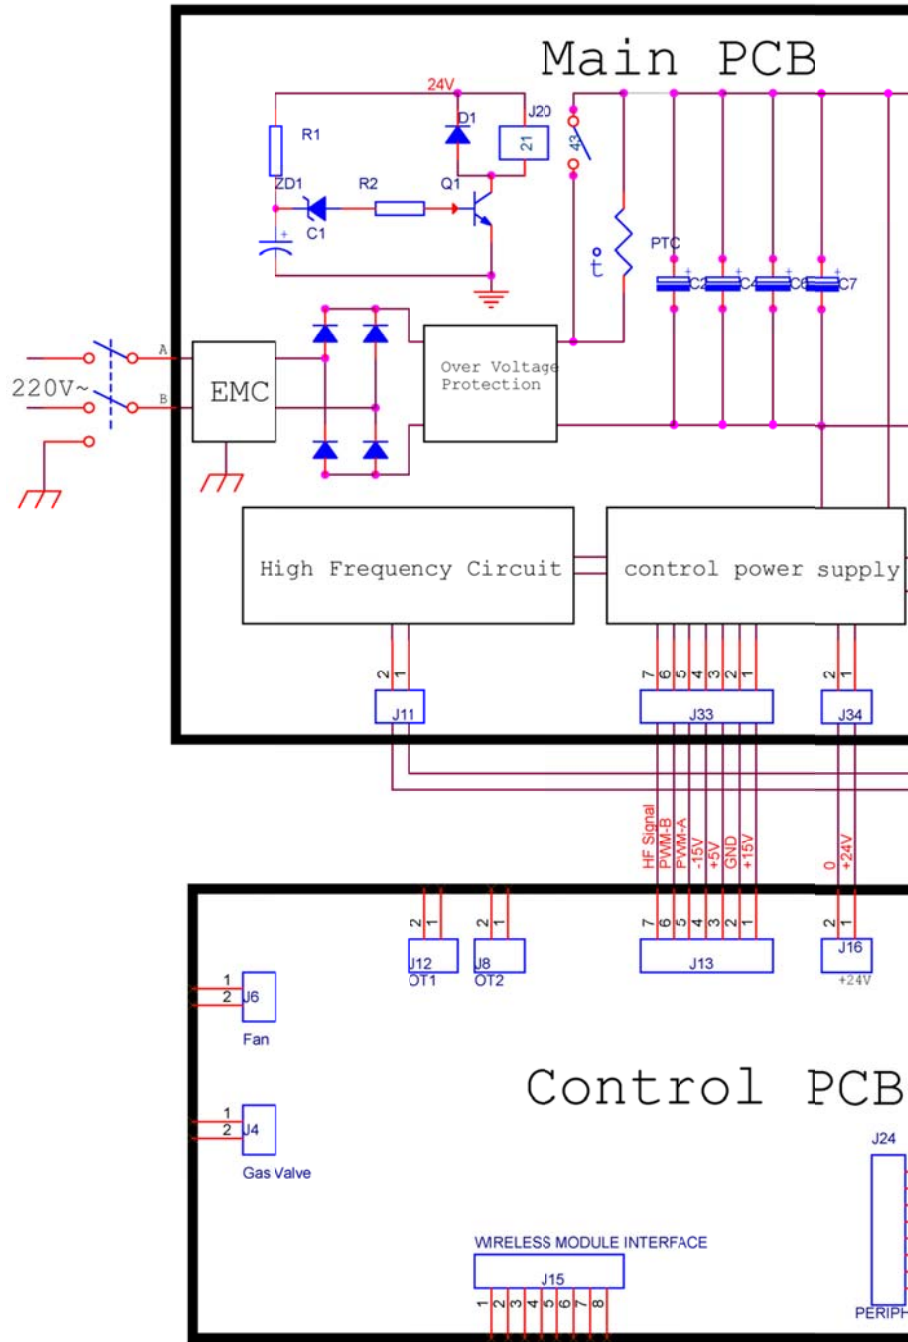 Main PCB
24V
D1
J20
21
43
R1
ZD1
R2
Q1
C1
+
t°
PTC
+
C2
+
C4
+
C6
+
C7
A
220V~
B
EMC
Over Voltage
Protection
High Frequency Circuit
control power supply
2
1
7
6
5
4
3
2
1
2
1
J11
J33
J34
HF Signal
PWM-B
PWM-A
-15V
+5V
GND
+15V
0
+24V
2
1
2
1
7
6
5
4
3
2
1
2
1
J12
OT1
J8
OT2
J13
J16
+24V
1
2
J6
Fan
Control PCB
1
2
J4
Gas Valve
J24
WIRELESS MODULE INTERFACE
J15
1
2
3
4
5
6
7
8
PERIPH